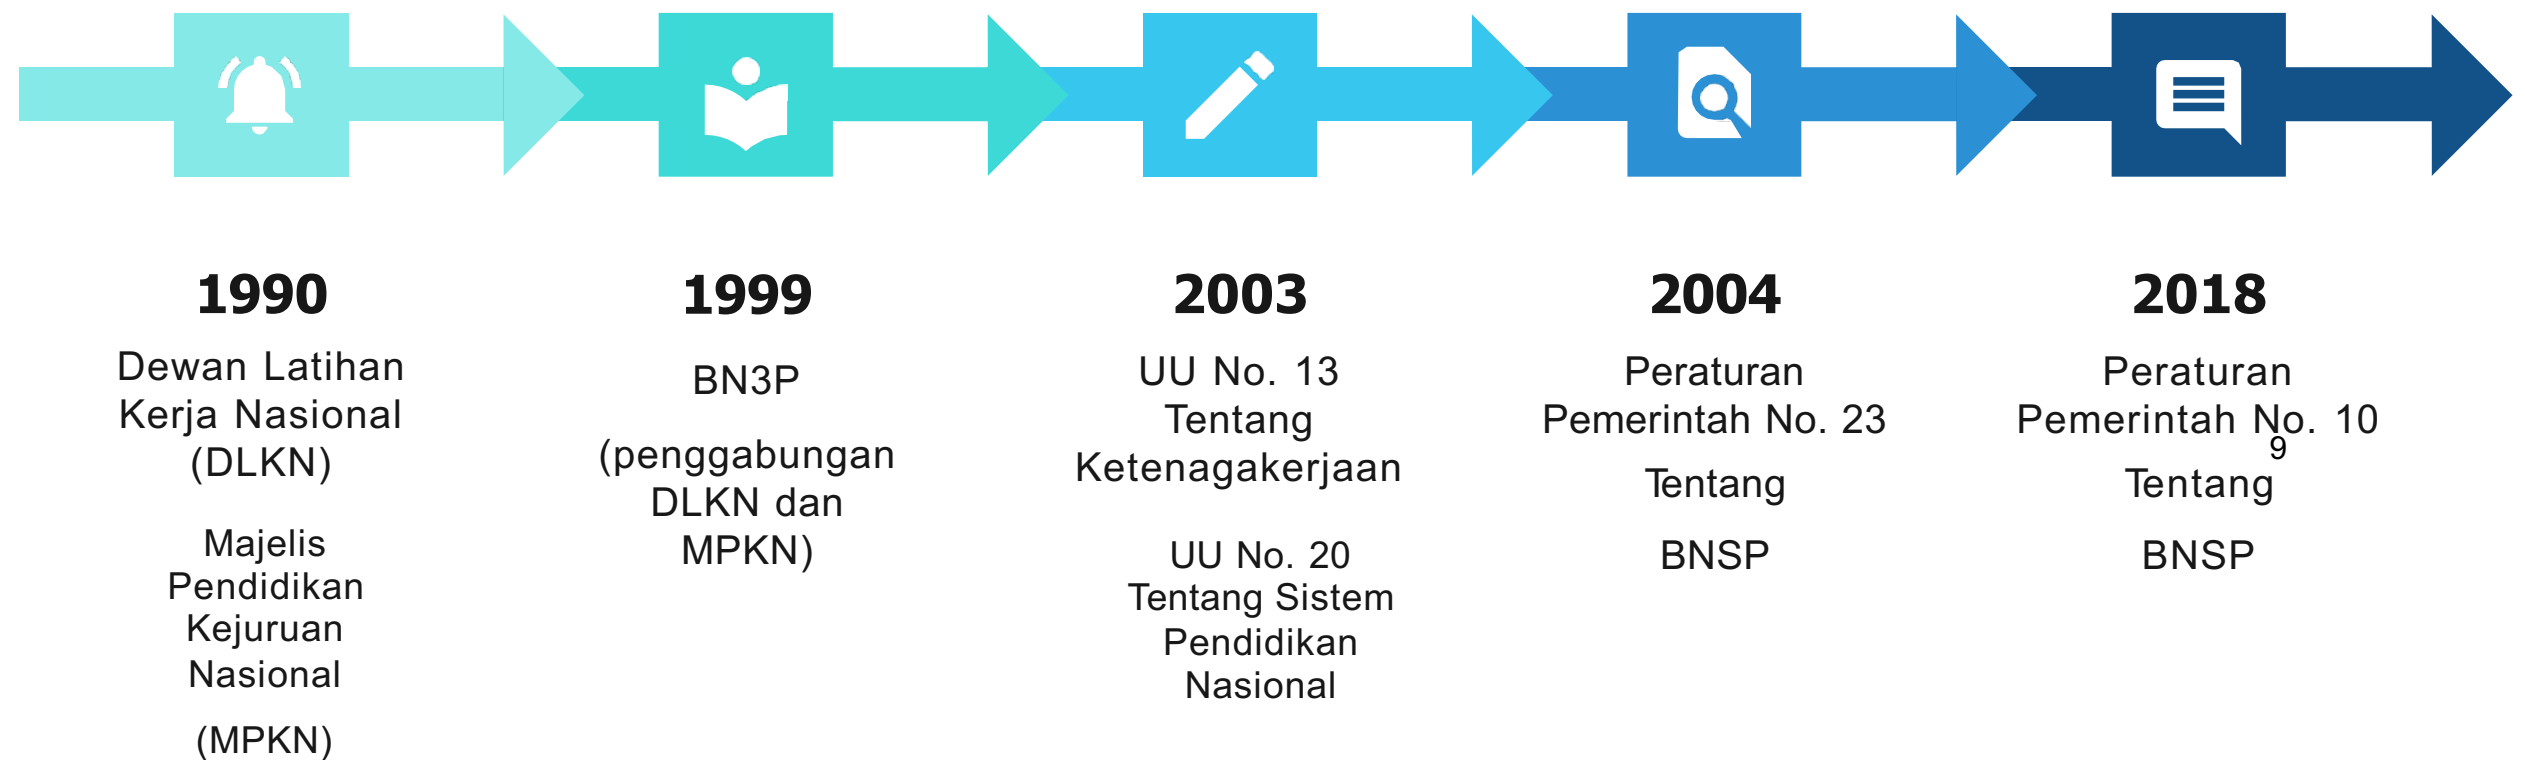 1990
Dewan Latihan
Kerja Nasional
(DLKN)
Majelis
Pendidikan
Kejuruan
Nasional
(MPKN)
1999
BN3P
(penggabungan
DLKN dan
MPKN)
2003
UU No. 13
Tentang
Ketenagakerjaan
UU No. 20
Tentang Sistem
Pendidikan
Nasional
2004
Peraturan
Pemerintah No. 23
Tentang
BNSP
2018
Peraturan
Pemerintah No. 10
9
Tentang
BNSP